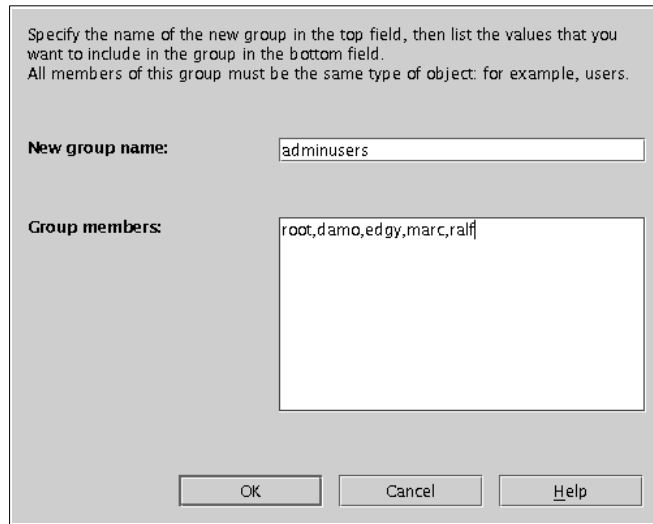 Specify the name of the new group in the top field, then list the values that you
want to include in the group in the bottom field.
All members of this group must be the same type of object: for example, users.
New group name:
adminusers
Group members:
root,damo,edgy,marc,ralf
OK
Cancel
Help